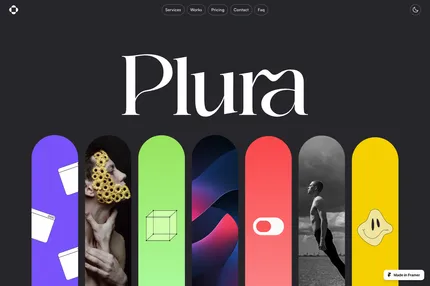 Services
Works
Pricing
Contact
Faq
Plura
Made in Framer